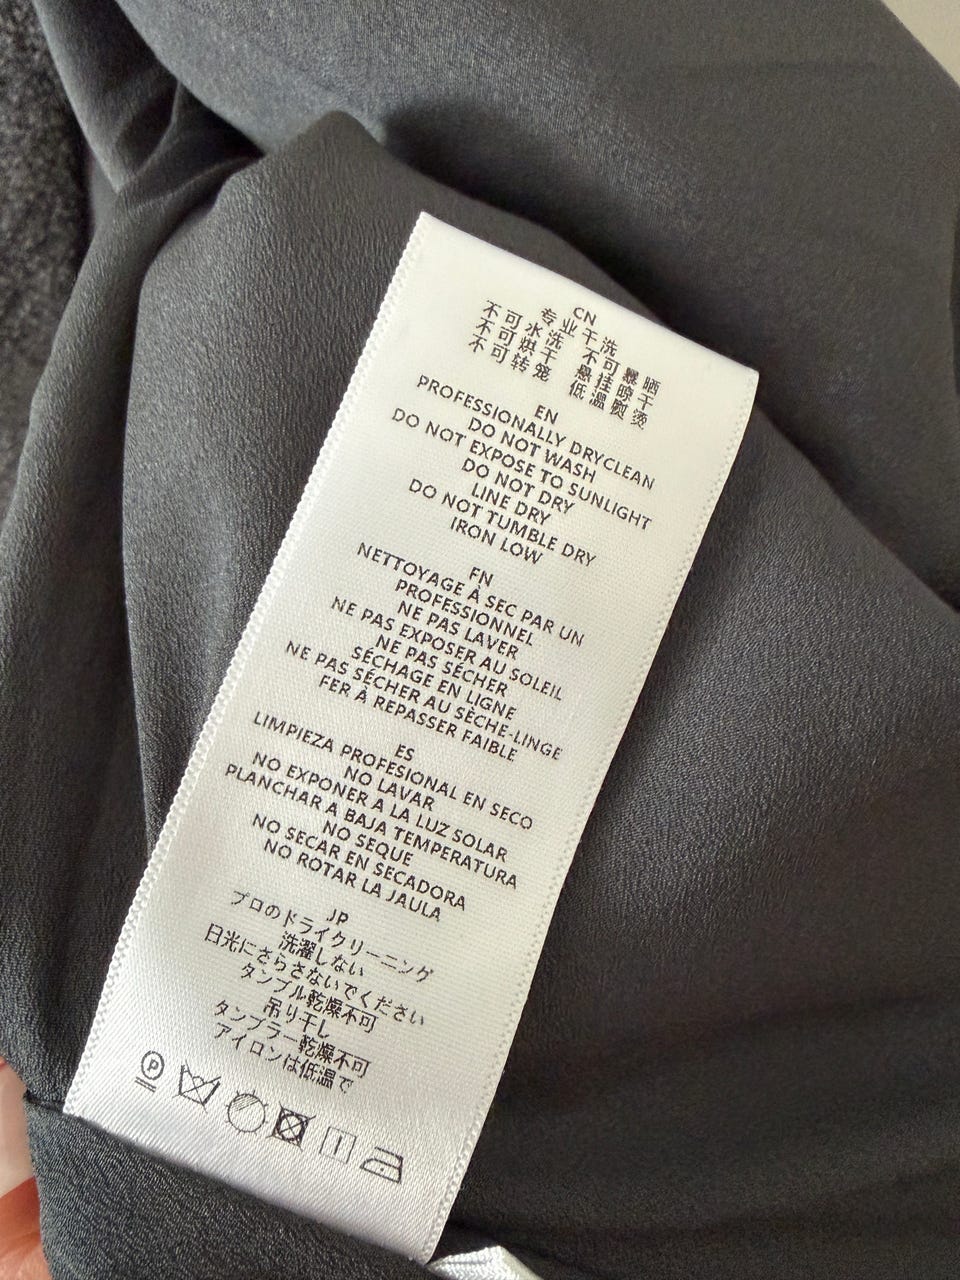 CN
专业干洗
不可水洗 不可暴晒
不可烘干 悬挂晾干
不可转笼 低温熨烫
EN
PROFESSIONALLY DRYCLEAN
DO NOT WASH
DO NOT EXPOSE TO SUNLIGHT
DO NOT DRY
LINE DRY
DO NOT TUMBLE DRY
IRON LOW
FN
NETTOYAGE À SEC PAR UN
PROFESSIONNEL
NE PAS LAVER
NE PAS EXPOSER AU SOLEIL
NE PAS SÉCHER
SÉCHAGE EN LIGNE
NE PAS SÉCHER AU SÈCHE-LINGE
FER À REPASSER FAIBLE
ES
LIMPIEZA PROFESIONAL EN SECO
NO LAVAR
NO EXPONER A LA LUZ SOLAR
PLANCHAR A BAJA TEMPERATURA
NO SEQUE
NO SECAR EN SECADORA
NO ROTAR LA JAULA
JP
プロのドライクリーニング
洗濯しない
日光にさらさないでください
タンブル乾燥不可
吊り干し
タンブラー乾燥不可
アイロンは低温で
P